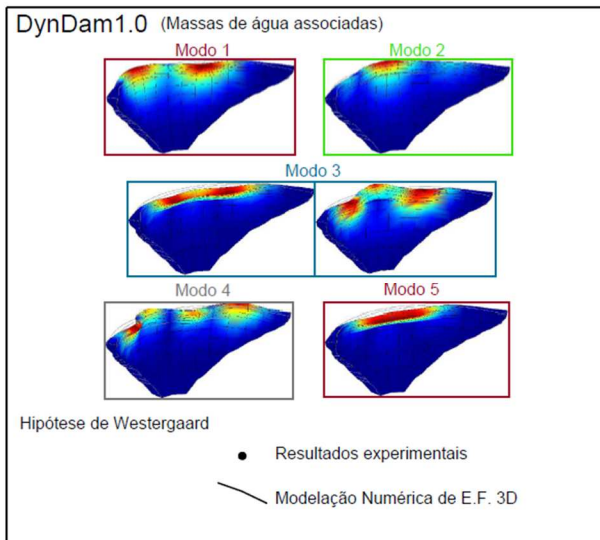 DynDam1.0 (Massas de água associadas)
Modo 1 Modo 2
Modo 3
Modo 4 Modo 5
Hipótese de Westergaard
Resultados experimentais
Modelação Numérica de E.F. 3D